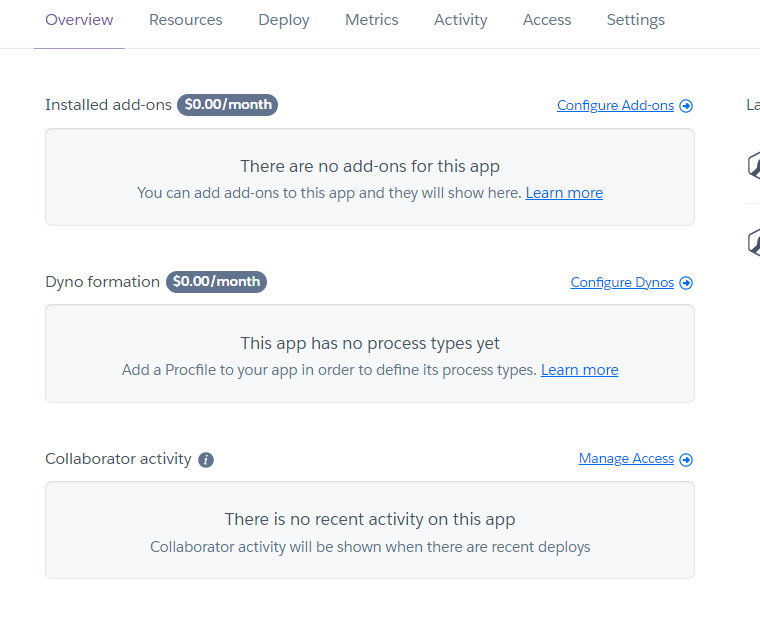 Overview Resources Deploy Metrics Activity Access Settings
Installed add-ons $0.00/month Configure Add-ons
There are no add-ons for this app
You can add add-ons to this app and they will show here. Learn more
Dyno formation $0.00/month Configure Dynos
This app has no process types yet
Add a Procfile to your app in order to define its process types. Learn more
Collaborator activity Manage Access
There is no recent activity on this app
Collaborator activity will be shown when there are recent deploys